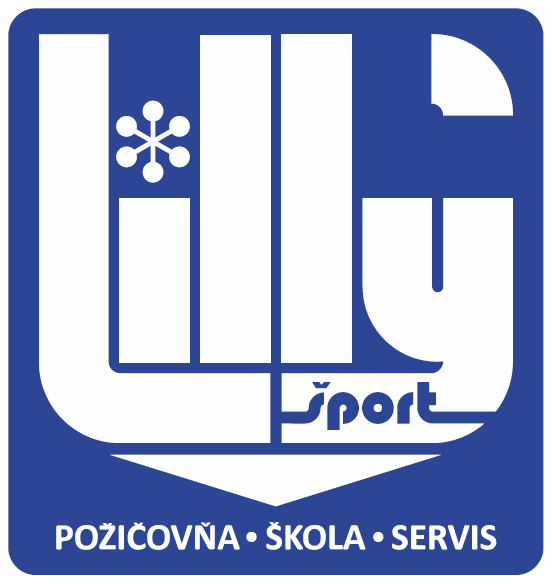 Lilly
šport
POŽIČOVŇA • ŠKOLA • SERVIS